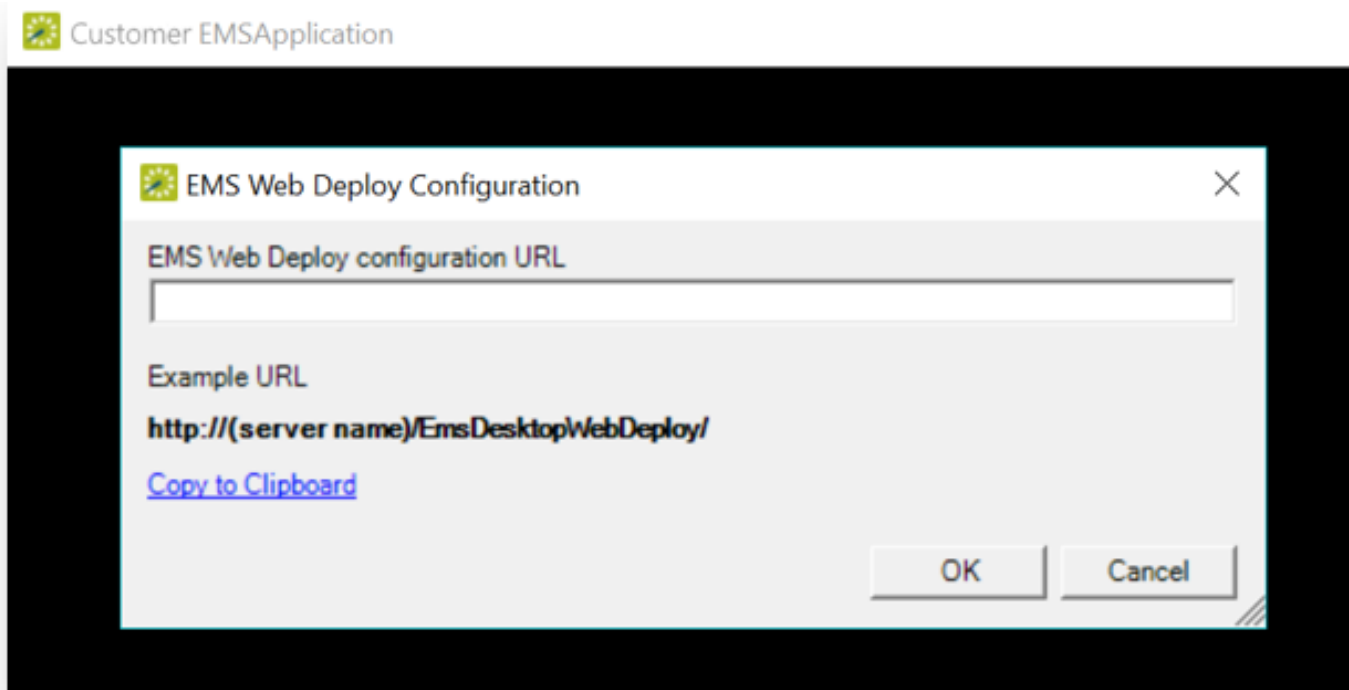 Customer EMSApplication
EMS Web Deploy Configuration
EMS Web Deploy configuration URL
Example URL
http://(server name)/EmsDesktopWebDeploy/
Copy to Clipboard
OK Cancel